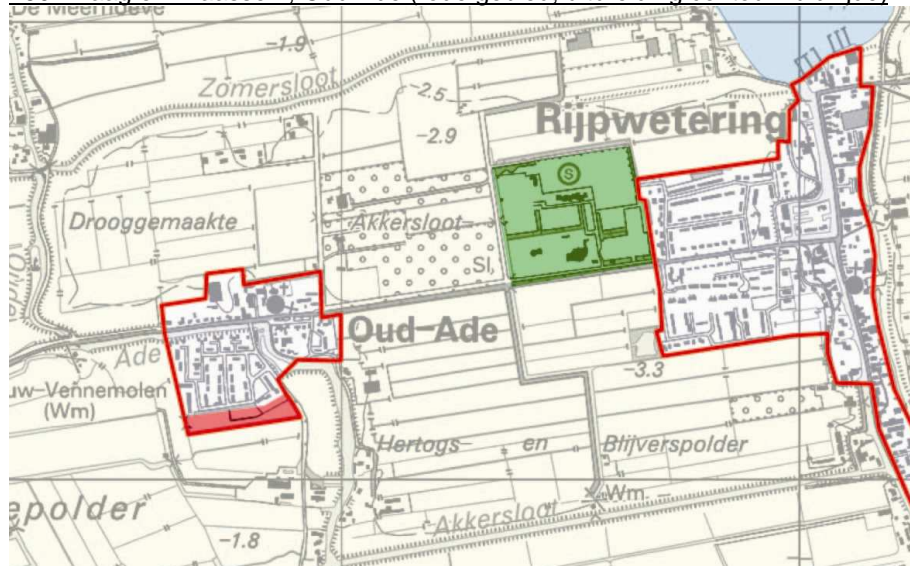 De Meerhoeve
-1.9
Zomersloot
-2.5
-2.9
Rijpwetering
S
Drooggemaakte
Akkersloot
Sl.
Oud-Ade
Ade
-3.3
uw-Vennemolen
(Wm)
Hertogs- en Blijverspolder
Wm
epolder
Akkersloot
-1.8